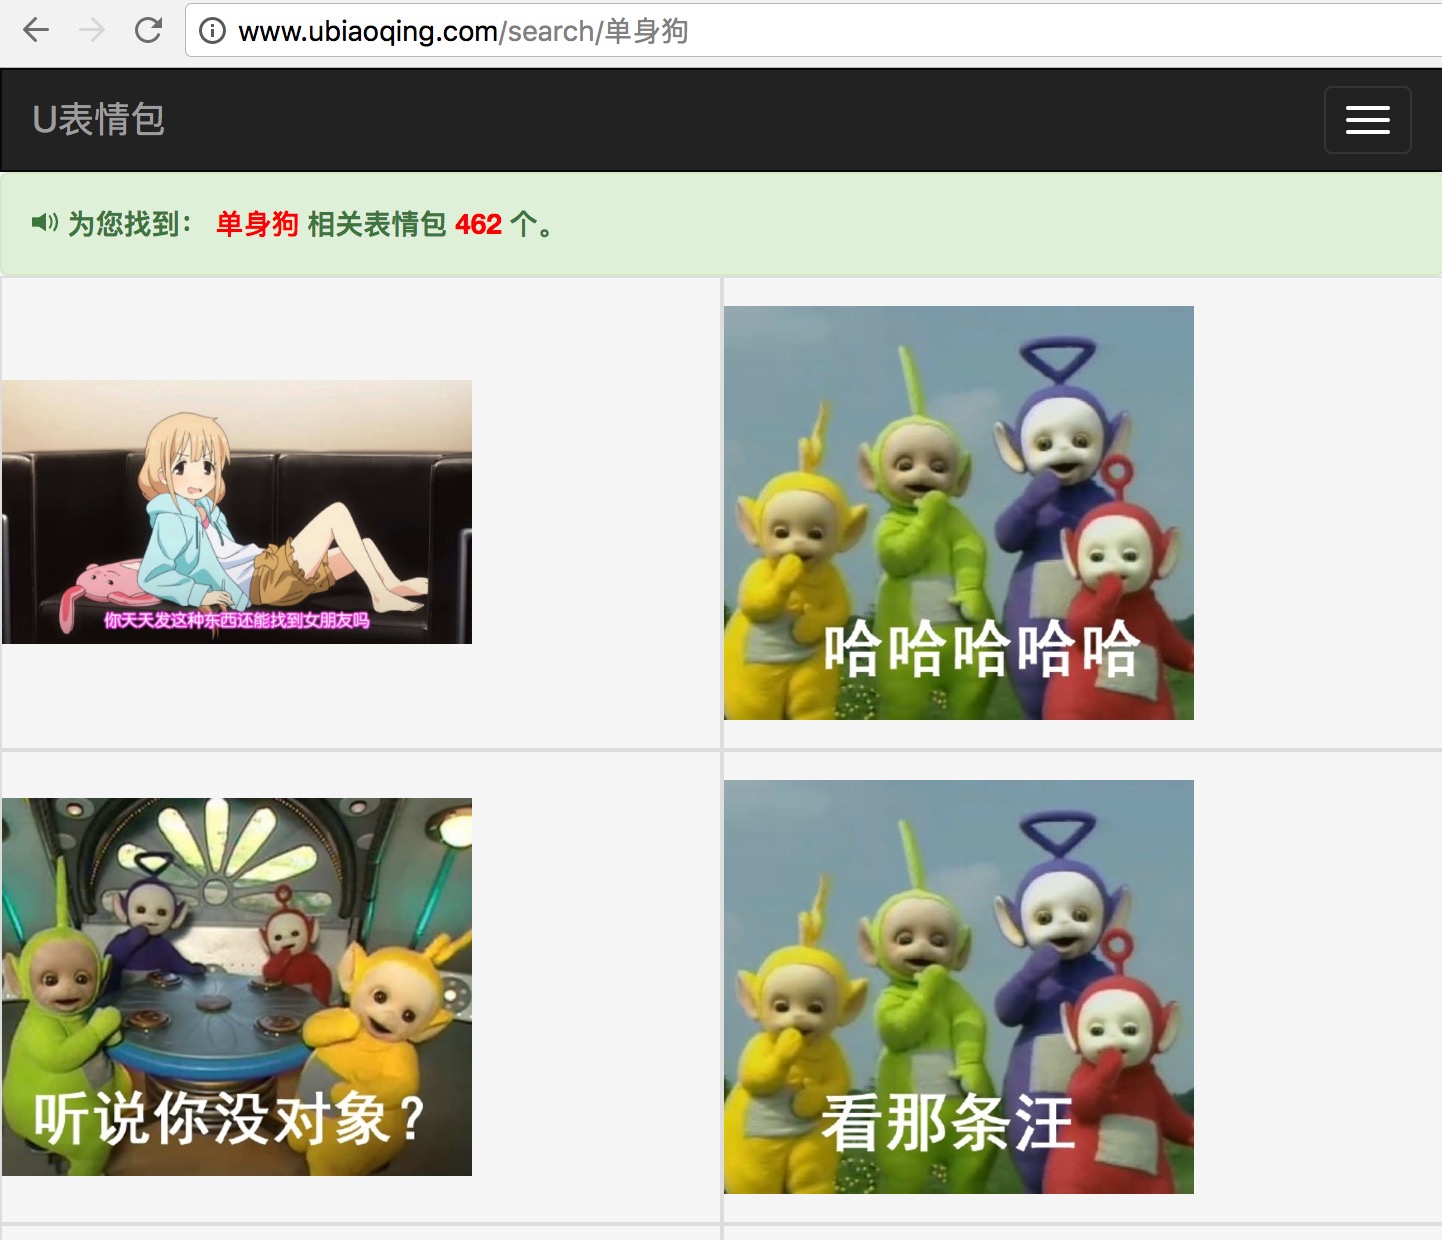 www.ubiaoqing.com/search/单身狗
U表情包
为您找到： 单身狗 相关表情包 462 个。
你天天发这种东西还能找到女朋友吗
哈哈哈哈哈
听说你没对象？
看那条汪